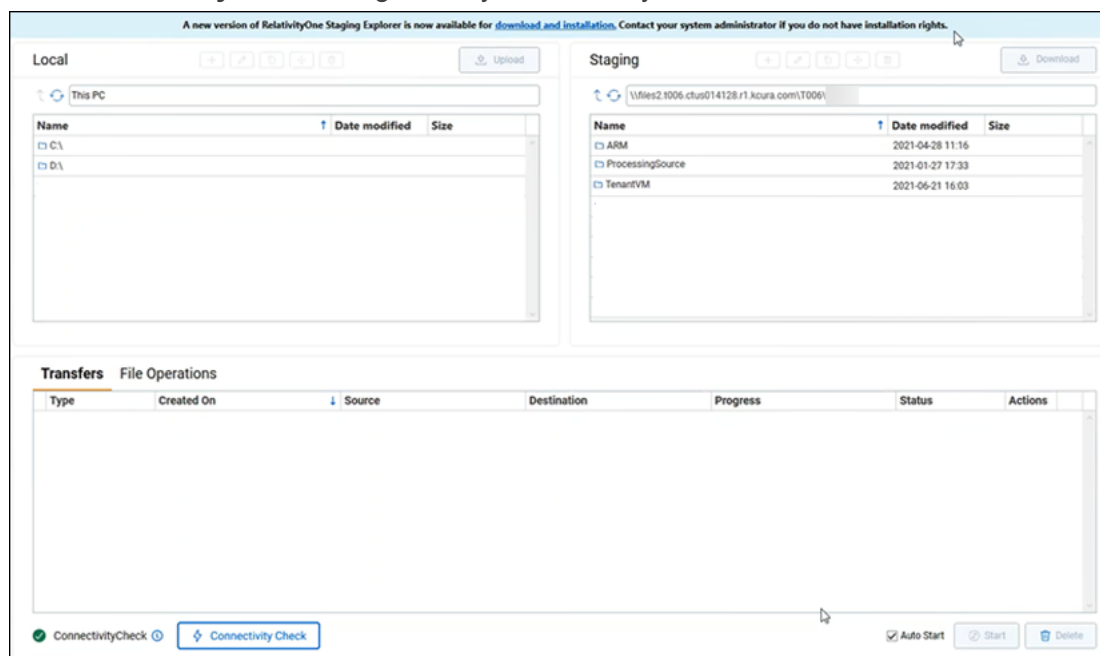 A new version of RelativityOne Staging Explorer is now available for download and installation. Contact your system administrator if you do not have installation rights.
Local
Upload
This PC
Name Date modified Size
C:\
D:\
Staging
Download
\\files2.t006.ctus014128.r1.kcura.com\T006\
Name Date modified Size
ARM 2021-04-28 11:16
ProcessingSource 2021-01-27 17:33
TenantVM 2021-06-21 16:03
Transfers File Operations
Type Created On Source Destination Progress Status Actions
ConnectivityCheck Connectivity Check Auto Start Start Delete